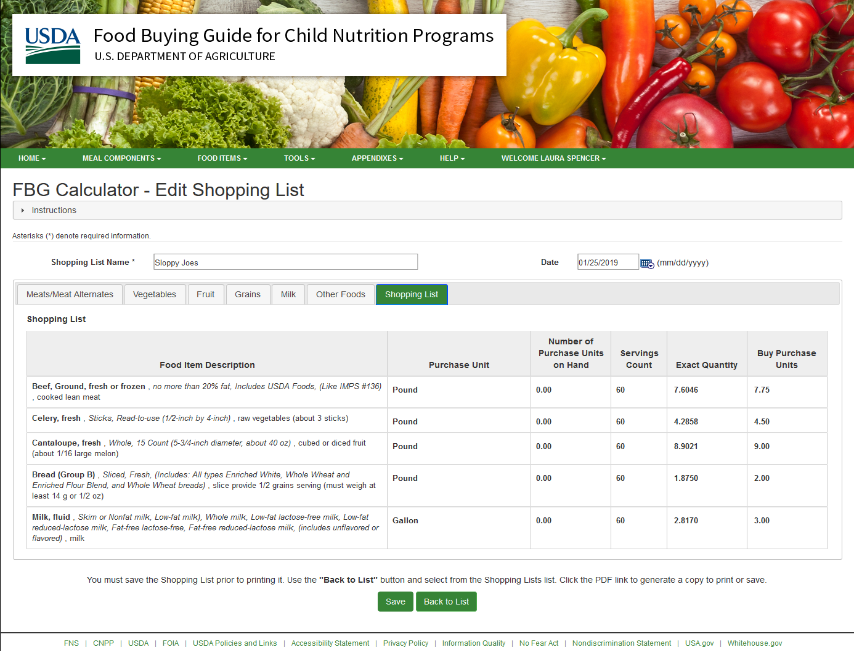 USDA
Food Buying Guide for Child Nutrition Programs
U.S. DEPARTMENT OF AGRICULTURE
HOME MEAL COMPONENTS FOOD ITEMS TOOLS APPENDIXES HELP WELCOME LAURA SPENCER
FBG Calculator - Edit Shopping List
Instructions
Asterisks (*) denote required information.
Shopping List Name * Sloppy Joes Date 01/25/2019 (mm/dd/yyyy)
Meats/Meat Alternates Vegetables Fruit Grains Milk Other Foods Shopping List
Shopping List
Food Item Description Purchase Unit Number of Purchase Units on Hand Servings Count Exact Quantity Buy Purchase Units
Beef, Ground, fresh or frozen , no more than 20% fat, Includes USDA Foods, (Like IMPS #136)
, cooked lean meat
Pound 0.00 60 7.6046 7.75
Celery, fresh , Sticks, Read-to-use (1/2-inch by 4-inch) , raw vegetables (about 3 sticks)
Pound 0.00 60 4.2858 4.50
Cantaloupe, fresh , Whole, 15 Count (5-3/4-inch diameter, about 40 oz) , cubed or diced fruit
(about 1/16 large melon)
Pound 0.00 60 8.9021 9.00
Bread (Group B) , Sliced, Fresh, (Includes: All types Enriched White, Whole Wheat and
Enriched Flour Blend, and Whole Wheat breads) , slice provide 1/2 grains serving (must weigh at
least 14 g or 1/2 oz)
Pound 0.00 60 1.8750 2.00
Milk, fluid , Skim or Nonfat milk, Low-fat milk), Whole milk, Low-fat lactose-free milk, Low-fat
reduced-lactose milk, Fat-free lactose-free, Fat-free reduced-lactose milk, (includes unflavored or
flavored) , milk
Gallon 0.00 60 2.8170 3.00
You must save the Shopping List prior to printing it. Use the "Back to List" button and select from the Shopping Lists list. Click the PDF link to generate a copy to print or save.
Save Back to List
FNS | CNPP | USDA | FOIA | USDA Policies and Links | Accessibility Statement | Privacy Policy | Information Quality | No Fear Act | Nondiscrimination Statement | USA.gov | Whitehouse.gov